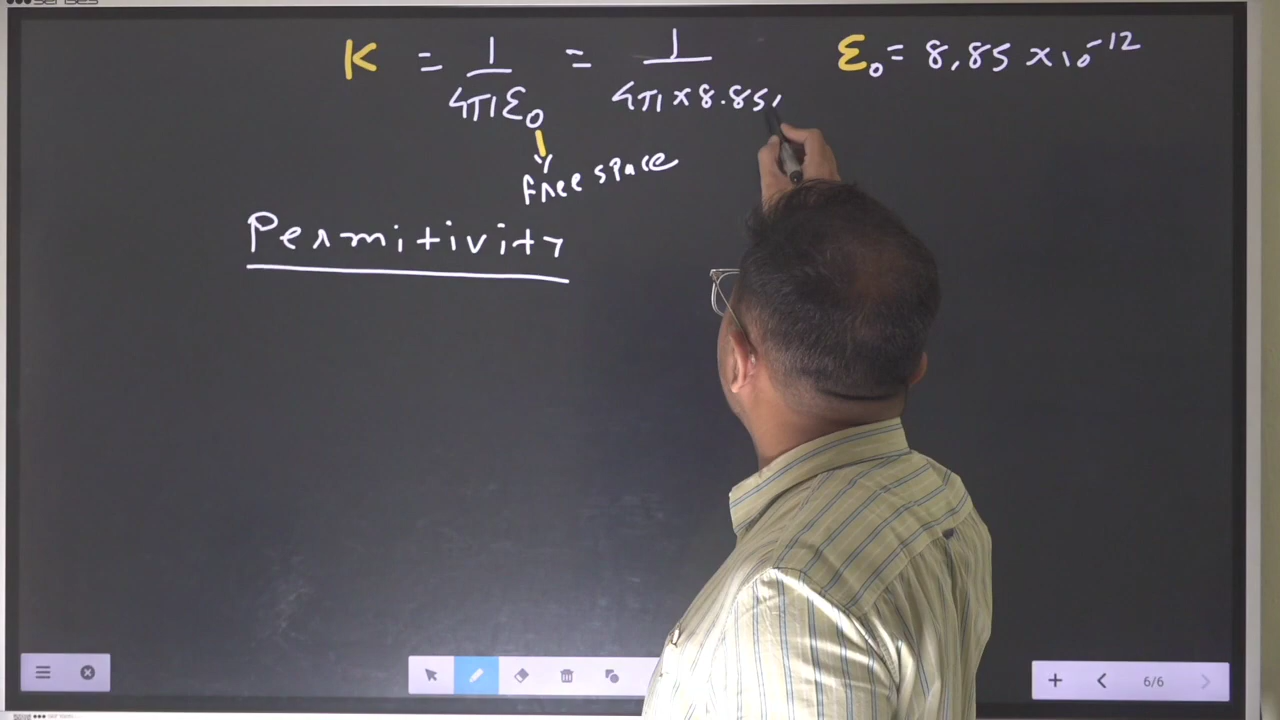 K = 1/4πε₀ = 1/4π×8.85 ε₀ = 8.85 ×10⁻¹²
free space
Permitivity
6/6